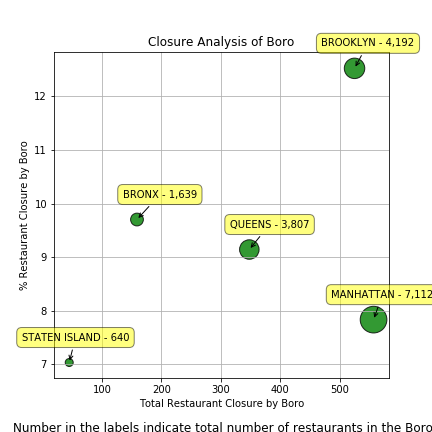 BROOKLYN - 4,192
Closure Analysis of Boro
12
11
10
9
8
7
% Restaurant Closure by Boro
BRONX - 1,639
QUEENS - 3,807
MANHATTAN - 7,112
STATEN ISLAND - 640
100 200 300 400 500
Total Restaurant Closure by Boro
Number in the labels indicate total number of restaurants in the Boro